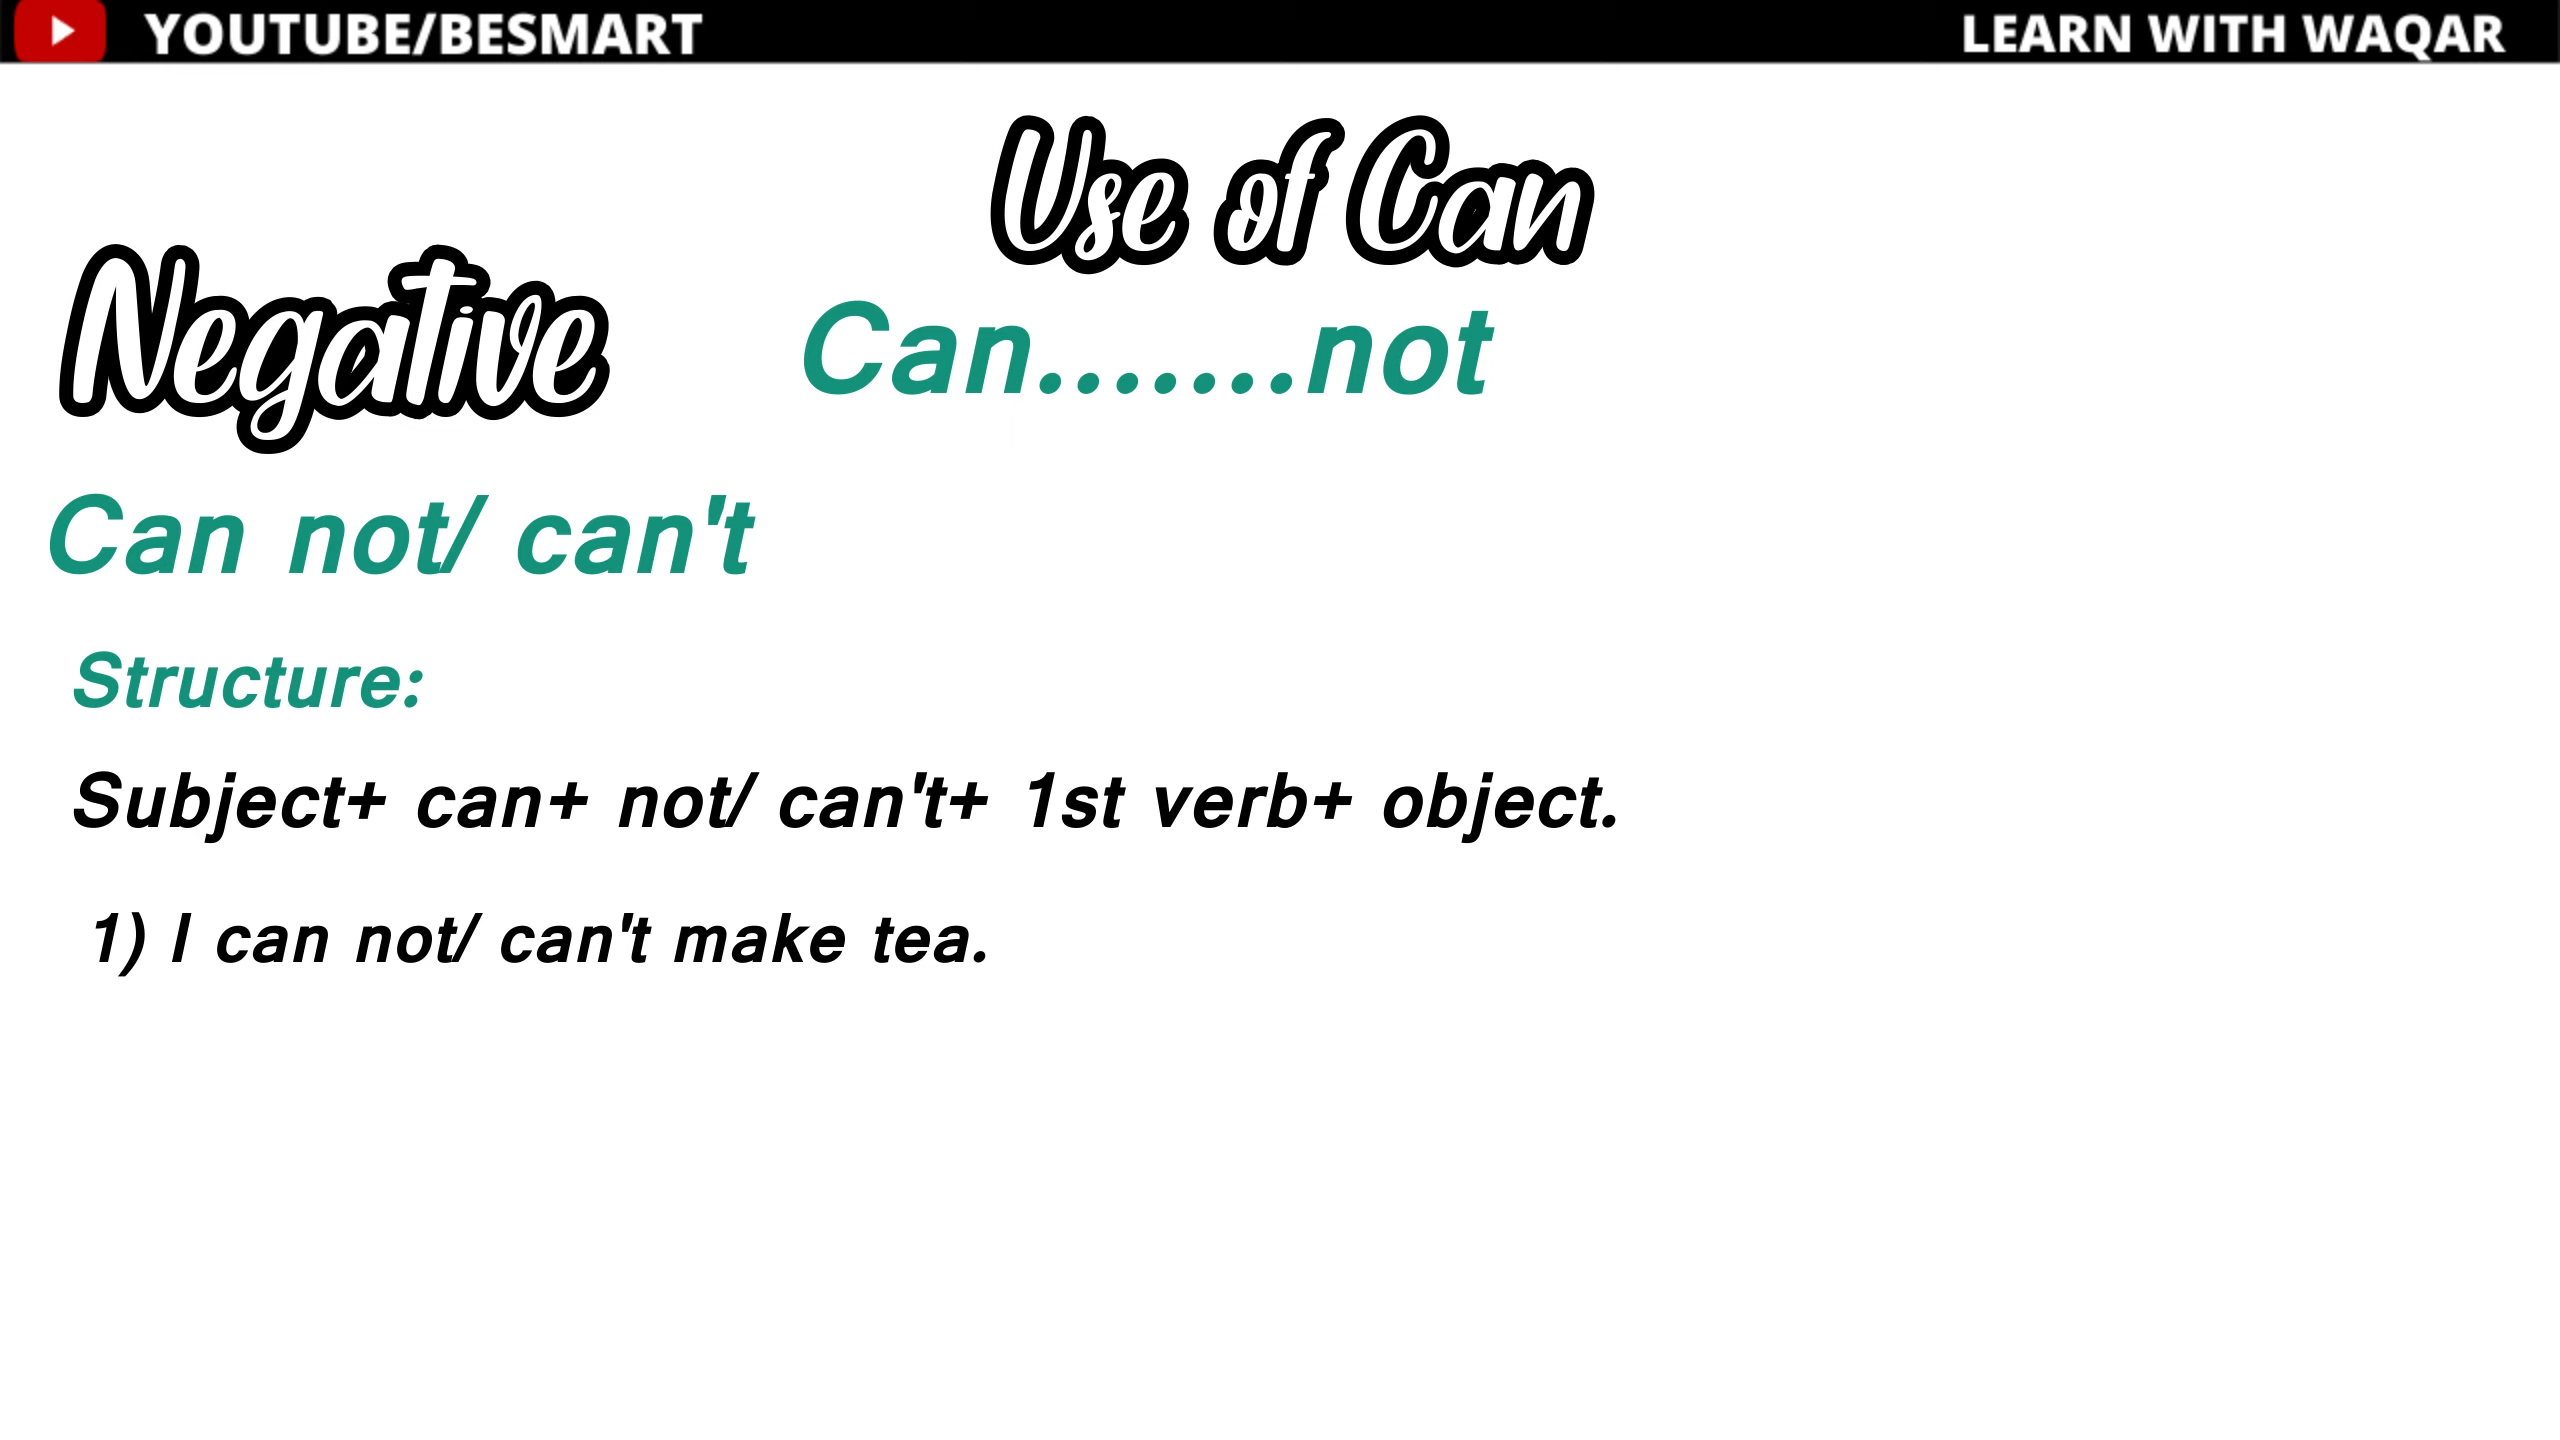 YOUTUBE/BESMART
LEARN WITH WAQAR
Use of Can
Negative
Can.......not
Can not/ can't
Structure:
Subject+ can+ not/ can't+ 1st verb+ object.
1) I can not/ can't make tea.